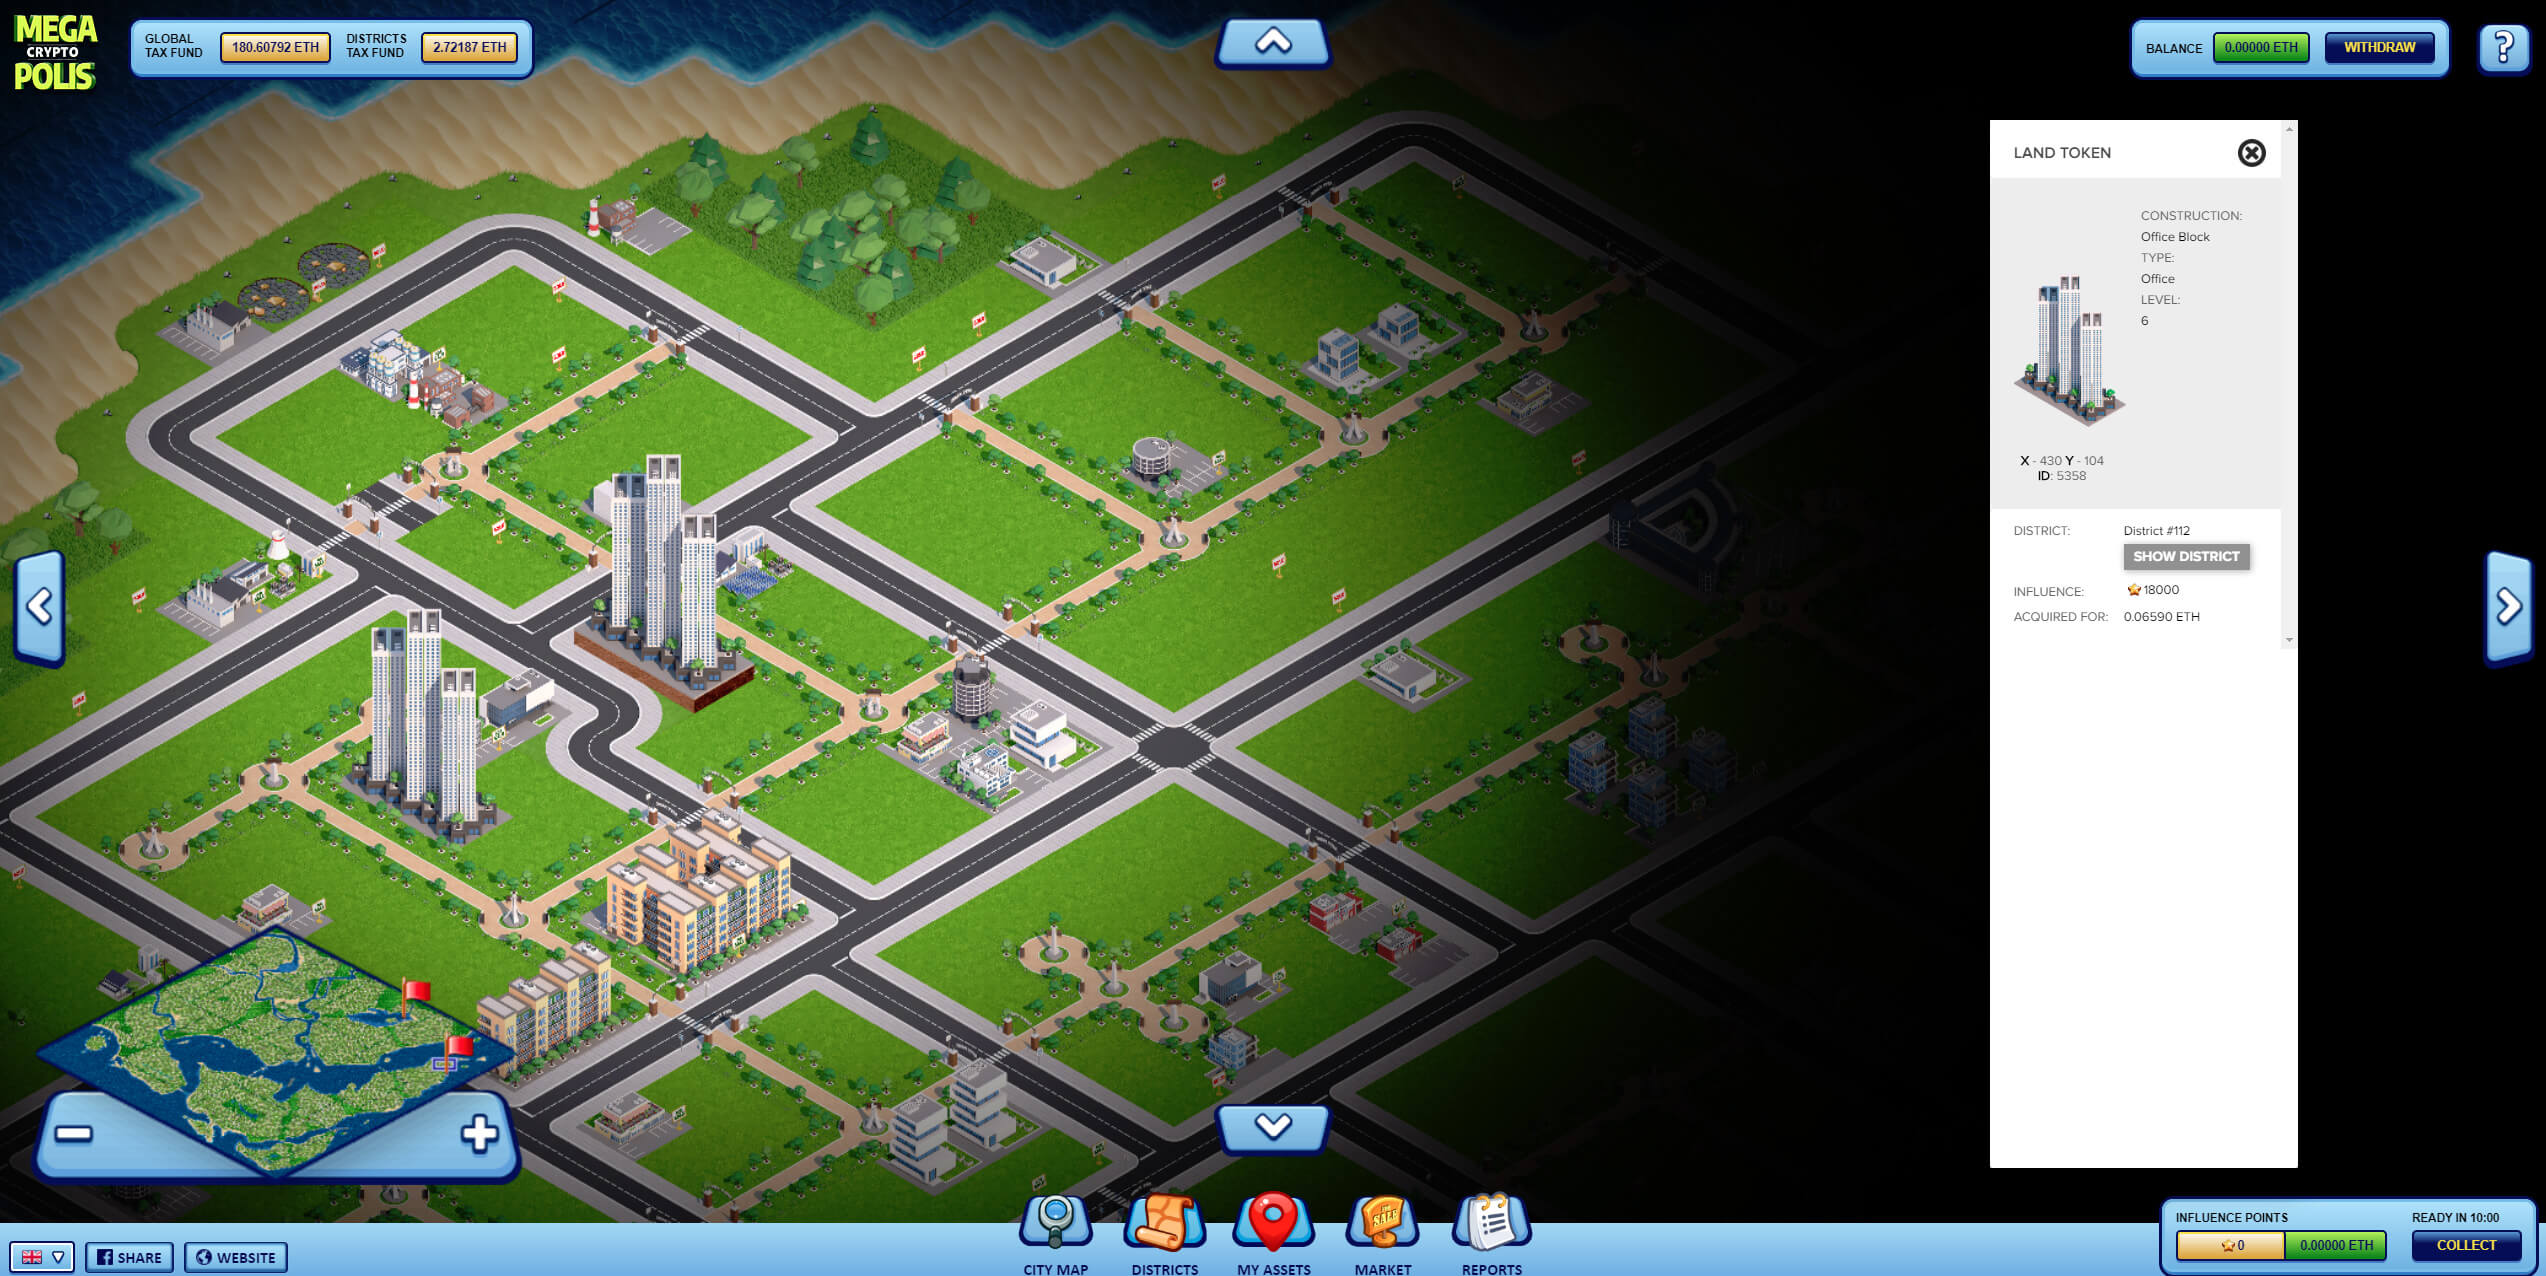 MEGA
CRYPTO
POLIS
GLOBAL
TAX FUND
180.60792 ETH
DISTRICTS
TAX FUND
2.72187 ETH
BALANCE
0.00000 ETH
WITHDRAW
?
LAND TOKEN
CONSTRUCTION:
Office Block
TYPE:
Office
LEVEL:
6
X - 430 Y - 104
ID: 5358
DISTRICT:
District #112
SHOW DISTRICT
INFLUENCE:
18000
ACQUIRED FOR:
0.06590 ETH
SHARE
WEBSITE
SALE
CITY MAP
DISTRICTS
MY ASSETS
MARKET
REPORTS
INFLUENCE POINTS
READY IN 10:00
0
0.00000 ETH
COLLECT